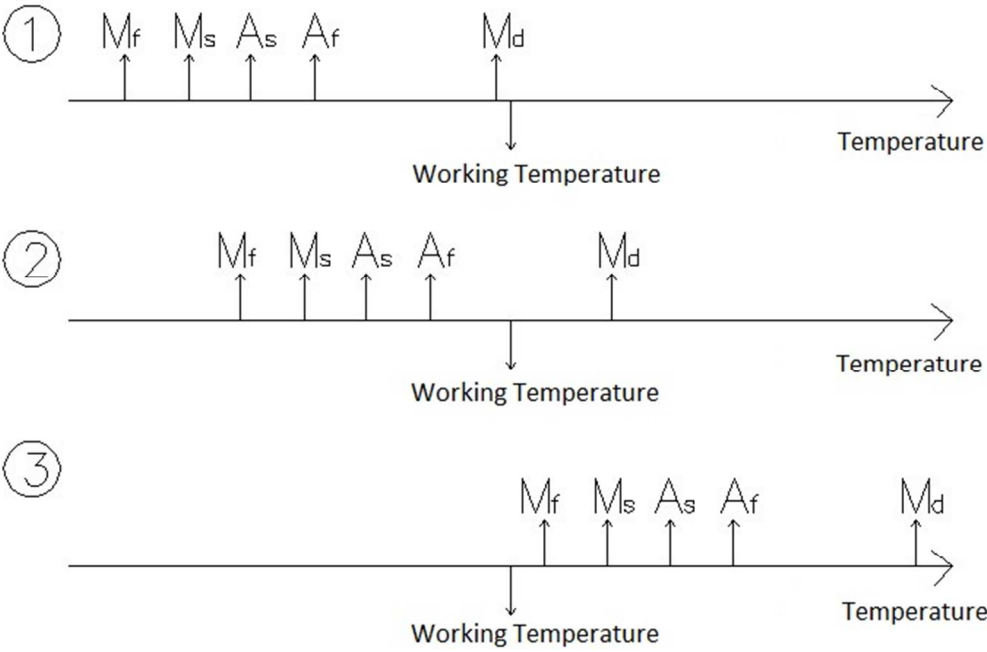 1 Mf Ms As Af Md
Temperature
Working Temperature
2 Mf Ms As Af Md
Temperature
Working Temperature
3 Mf Ms As Af Md
Temperature
Working Temperature